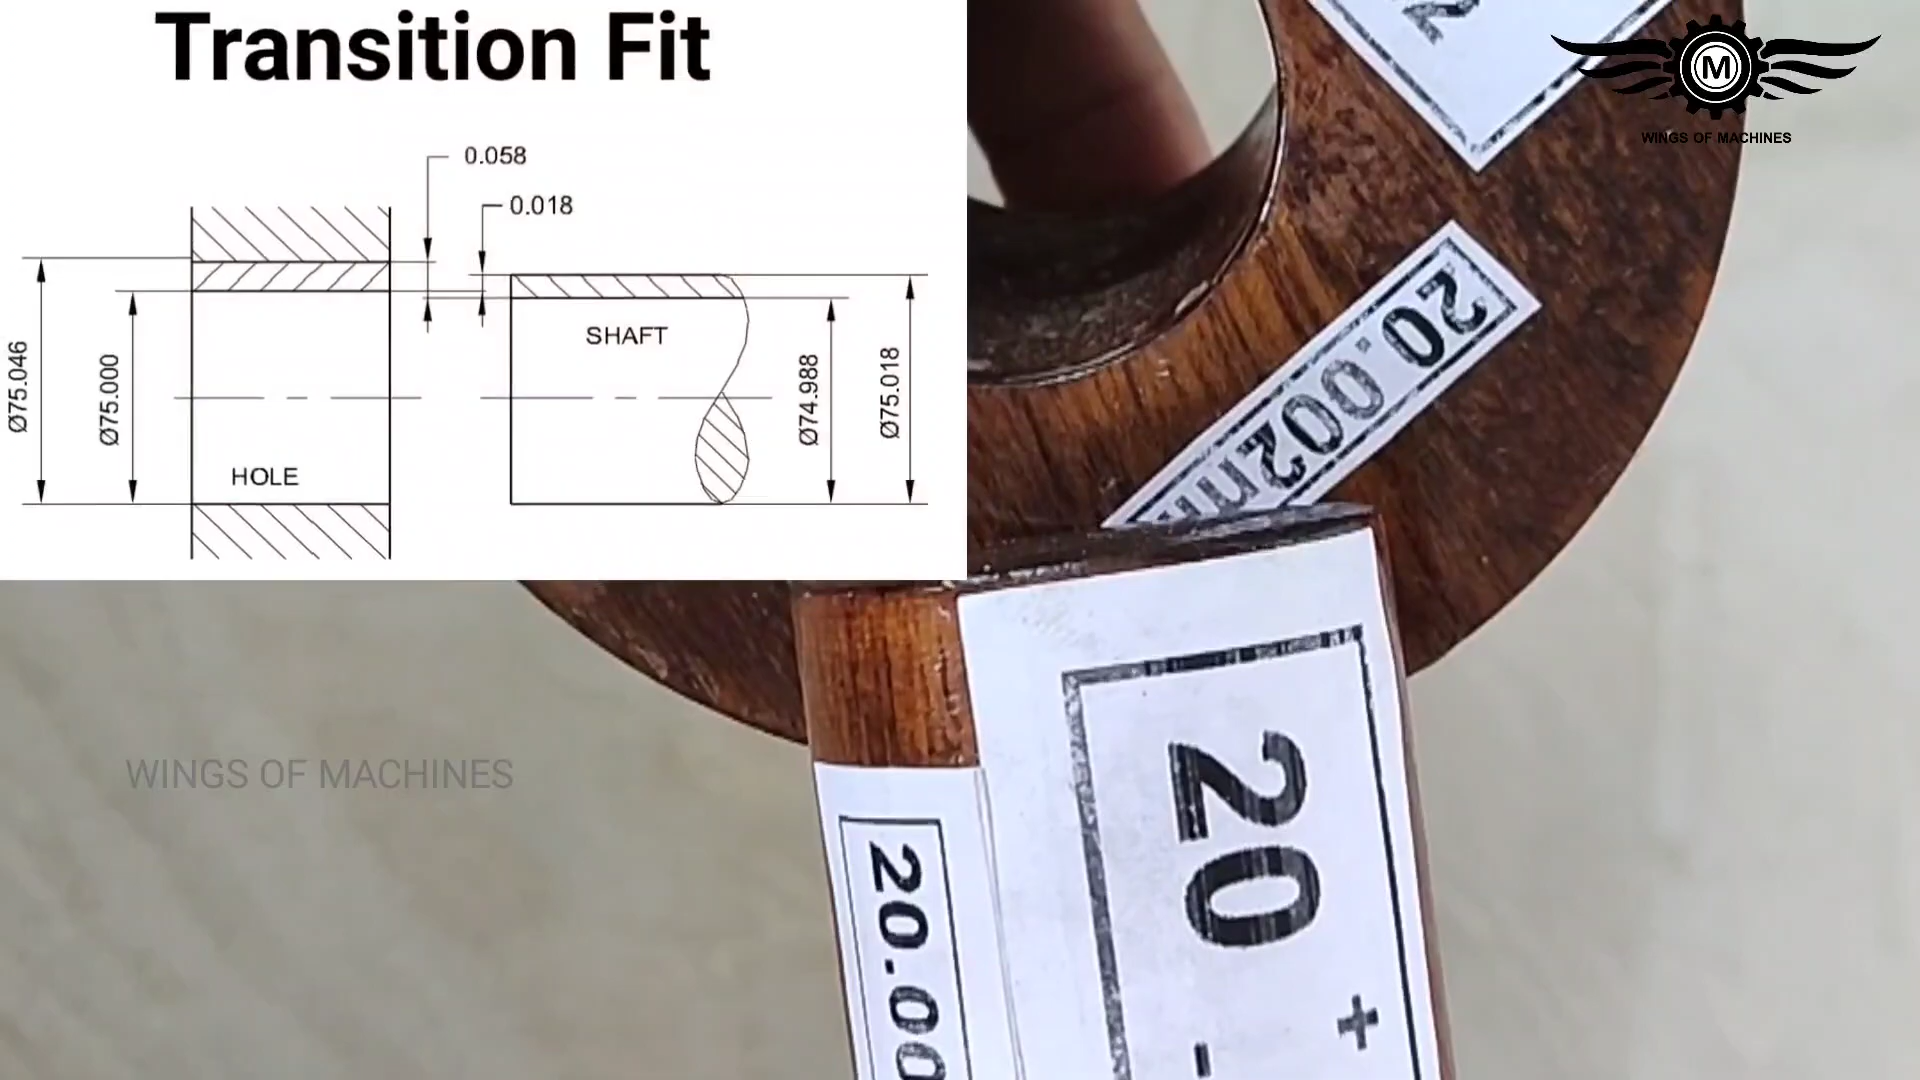 Transition Fit
0.058
0.018
Ø75.046
Ø75.000
HOLE
SHAFT
Ø74.988
Ø75.018
M
WINGS OF MACHINES
20.002m
20 +
-
20.00
WINGS OF MACHINES